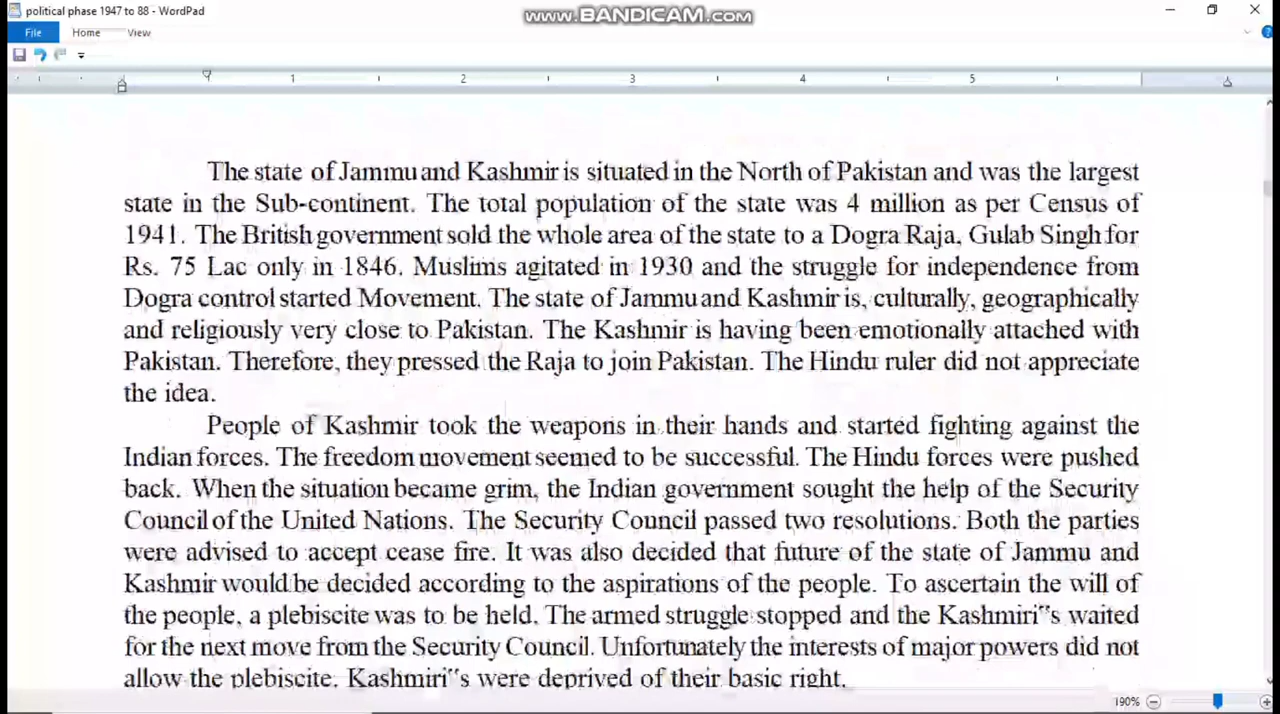 political phase 1947 to 88 - WordPad
www.BANDICAM.com
File Home View
1 2 3 4 5
The state of Jammu and Kashmir is situated in the North of Pakistan and was the largest
state in the Sub-continent. The total population of the state was 4 million as per Census of
1941. The British government sold the whole area of the state to a Dogra Raja, Gulab Singh for
Rs. 75 Lac only in 1846. Muslims agitated in 1930 and the struggle for independence from
Dogra control started Movement. The state of Jammu and Kashmir is, culturally, geographically
and religiously very close to Pakistan. The Kashmir is having been emotionally attached with
Pakistan. Therefore, they pressed the Raja to join Pakistan. The Hindu ruler did not appreciate
the idea.
People of Kashmir took the weapons in their hands and started fighting against the
Indian forces. The freedom movement seemed to be successful. The Hindu forces were pushed
back. When the situation became grim, the Indian government sought the help of the Security
Council of the United Nations. The Security Council passed two resolutions. Both the parties
were advised to accept cease fire. It was also decided that future of the state of Jammu and
Kashmir would be decided according to the aspirations of the people. To ascertain the will of
the people, a plebiscite was to be held. The armed struggle stopped and the Kashmiri‟‟s waited
for the next move from the Security Council. Unfortunately the interests of major powers did not
allow the plebiscite. Kashmiri‟‟s were deprived of their basic right.
190%